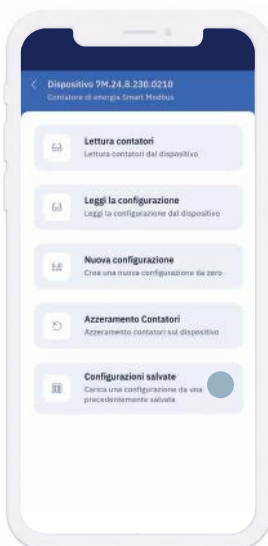 Dispositivo 7M.24.8.230.0210
Contatore di energia Smart Modbus
Lettura contatori
Lettura contatori dal dispositivo
Leggi la configurazione
Leggi la configurazione dal dispositivo
Nuova configurazione
Crea una nuova configurazione da zero
Azzeramento Contatori
Azzeramento contatori sul dispositivo
Configurazioni salvate
Carica una configurazione da una
precedentemente salvata